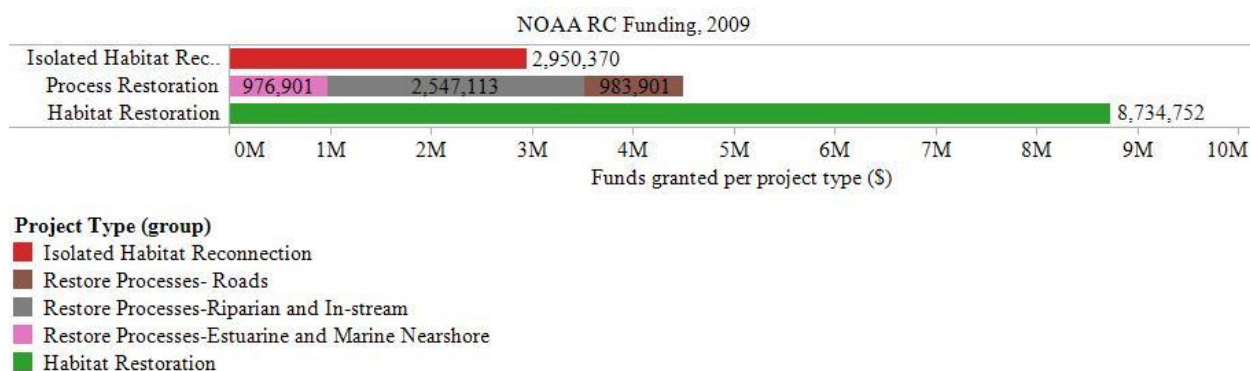 NOAA RC Funding, 2009
Isolated Habitat Rec.. 2,950,370
Process Restoration 976,901 2,547,113 983,901
Habitat Restoration 8,734,752
0M 1M 2M 3M 4M 5M 6M 7M 8M 9M 10M
Funds granted per project type ($)
Project Type (group)
Isolated Habitat Reconnection
Restore Processes- Roads
Restore Processes-Riparian and In-stream
Restore Processes-Estuarine and Marine Nearshore
Habitat Restoration